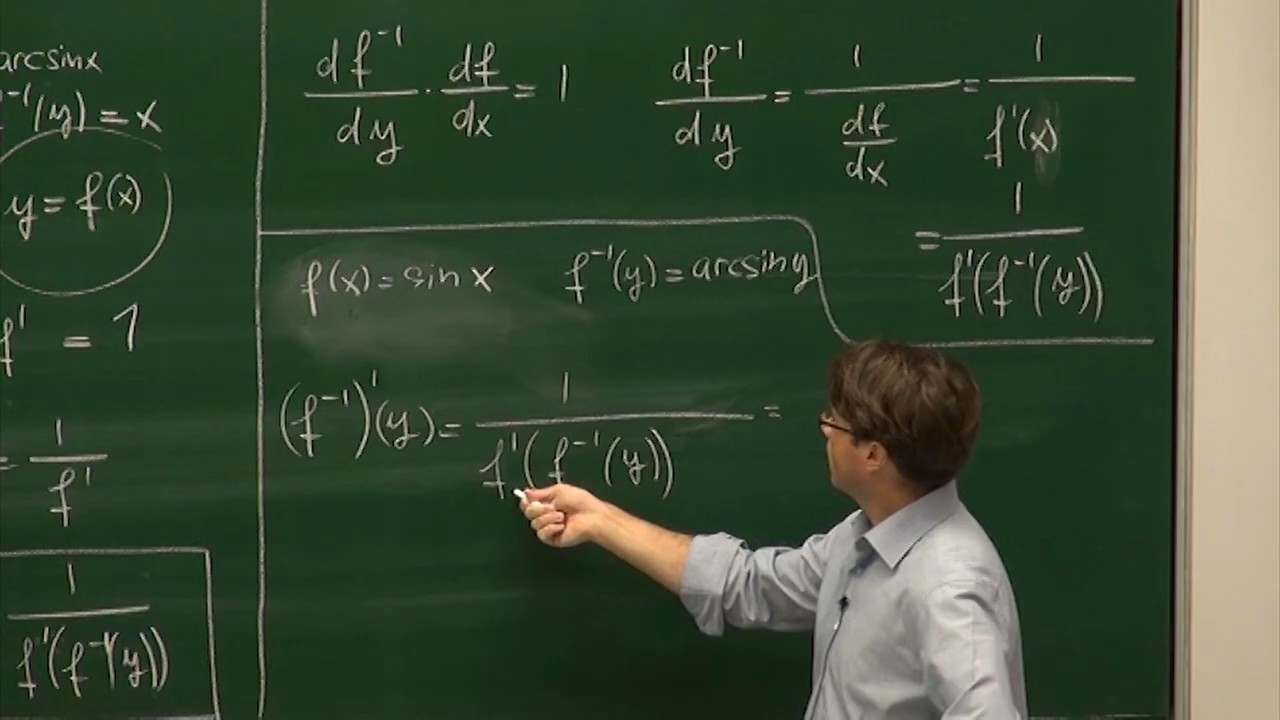 arcsinx
⁻¹(y) = x
y = f(x)
f' = 1
= 1/f'
1/f'(f⁻¹(y))
df⁻¹/dy · df/dx = 1
df⁻¹/dy = 1/(df/dx) = 1/f'(x)
= 1/f'(f⁻¹(y))
f(x) = sin x f⁻¹(y) = arcsin y
(f⁻¹)'(y) = 1/f'(f⁻¹(y)) =